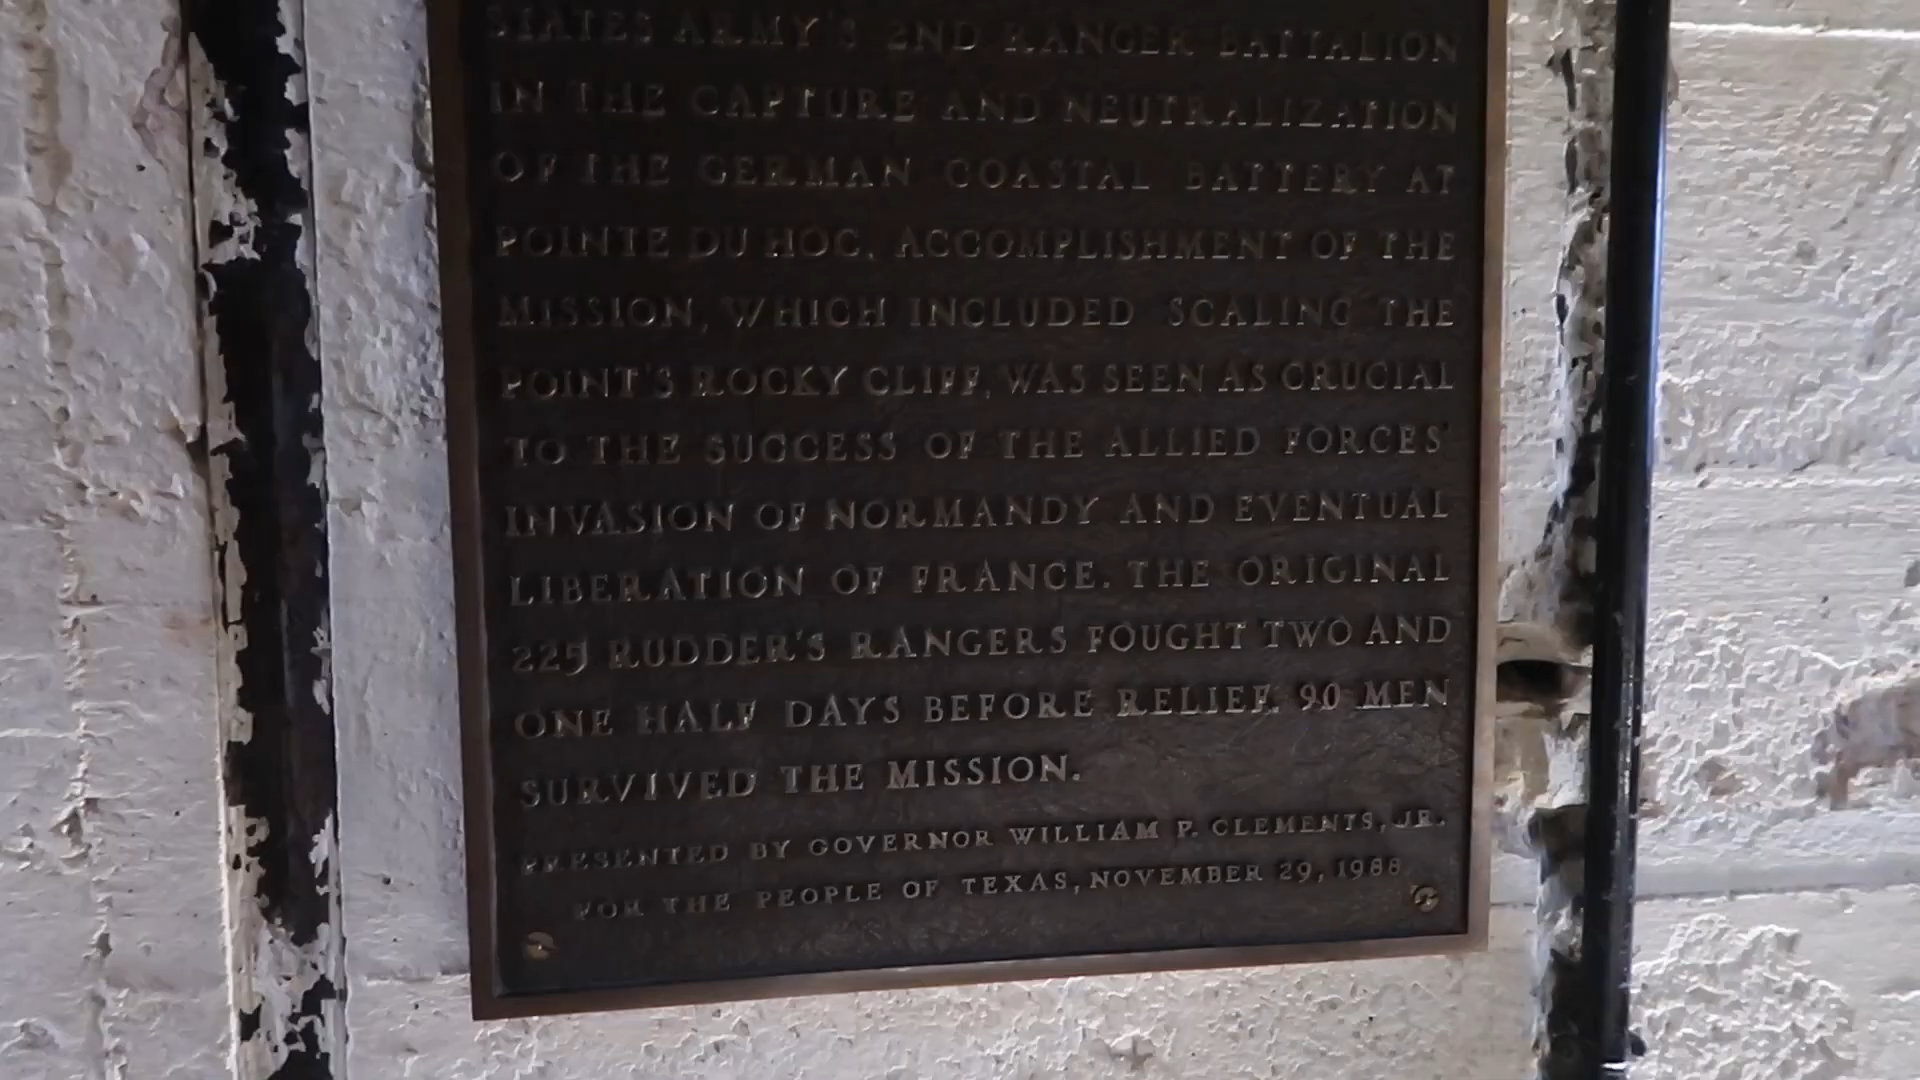 STATES ARMY'S 2ND RANGER BATTALION
IN THE CAPTURE AND NEUTRALIZATION
OF THE GERMAN COASTAL BATTERY AT
POINTE DU HOC. ACCOMPLISHMENT OF THE
MISSION, WHICH INCLUDED SCALING THE
POINT'S ROCKY CLIFF, WAS SEEN AS CRUCIAL
TO THE SUCCESS OF THE ALLIED FORCES'
INVASION OF NORMANDY AND EVENTUAL
LIBERATION OF FRANCE. THE ORIGINAL
225 RUDDER'S RANGERS FOUGHT TWO AND
ONE HALF DAYS BEFORE RELIEF. 90 MEN
SURVIVED THE MISSION.
PRESENTED BY GOVERNOR WILLIAM P. CLEMENTS, JR.
FOR THE PEOPLE OF TEXAS, NOVEMBER 29, 1988